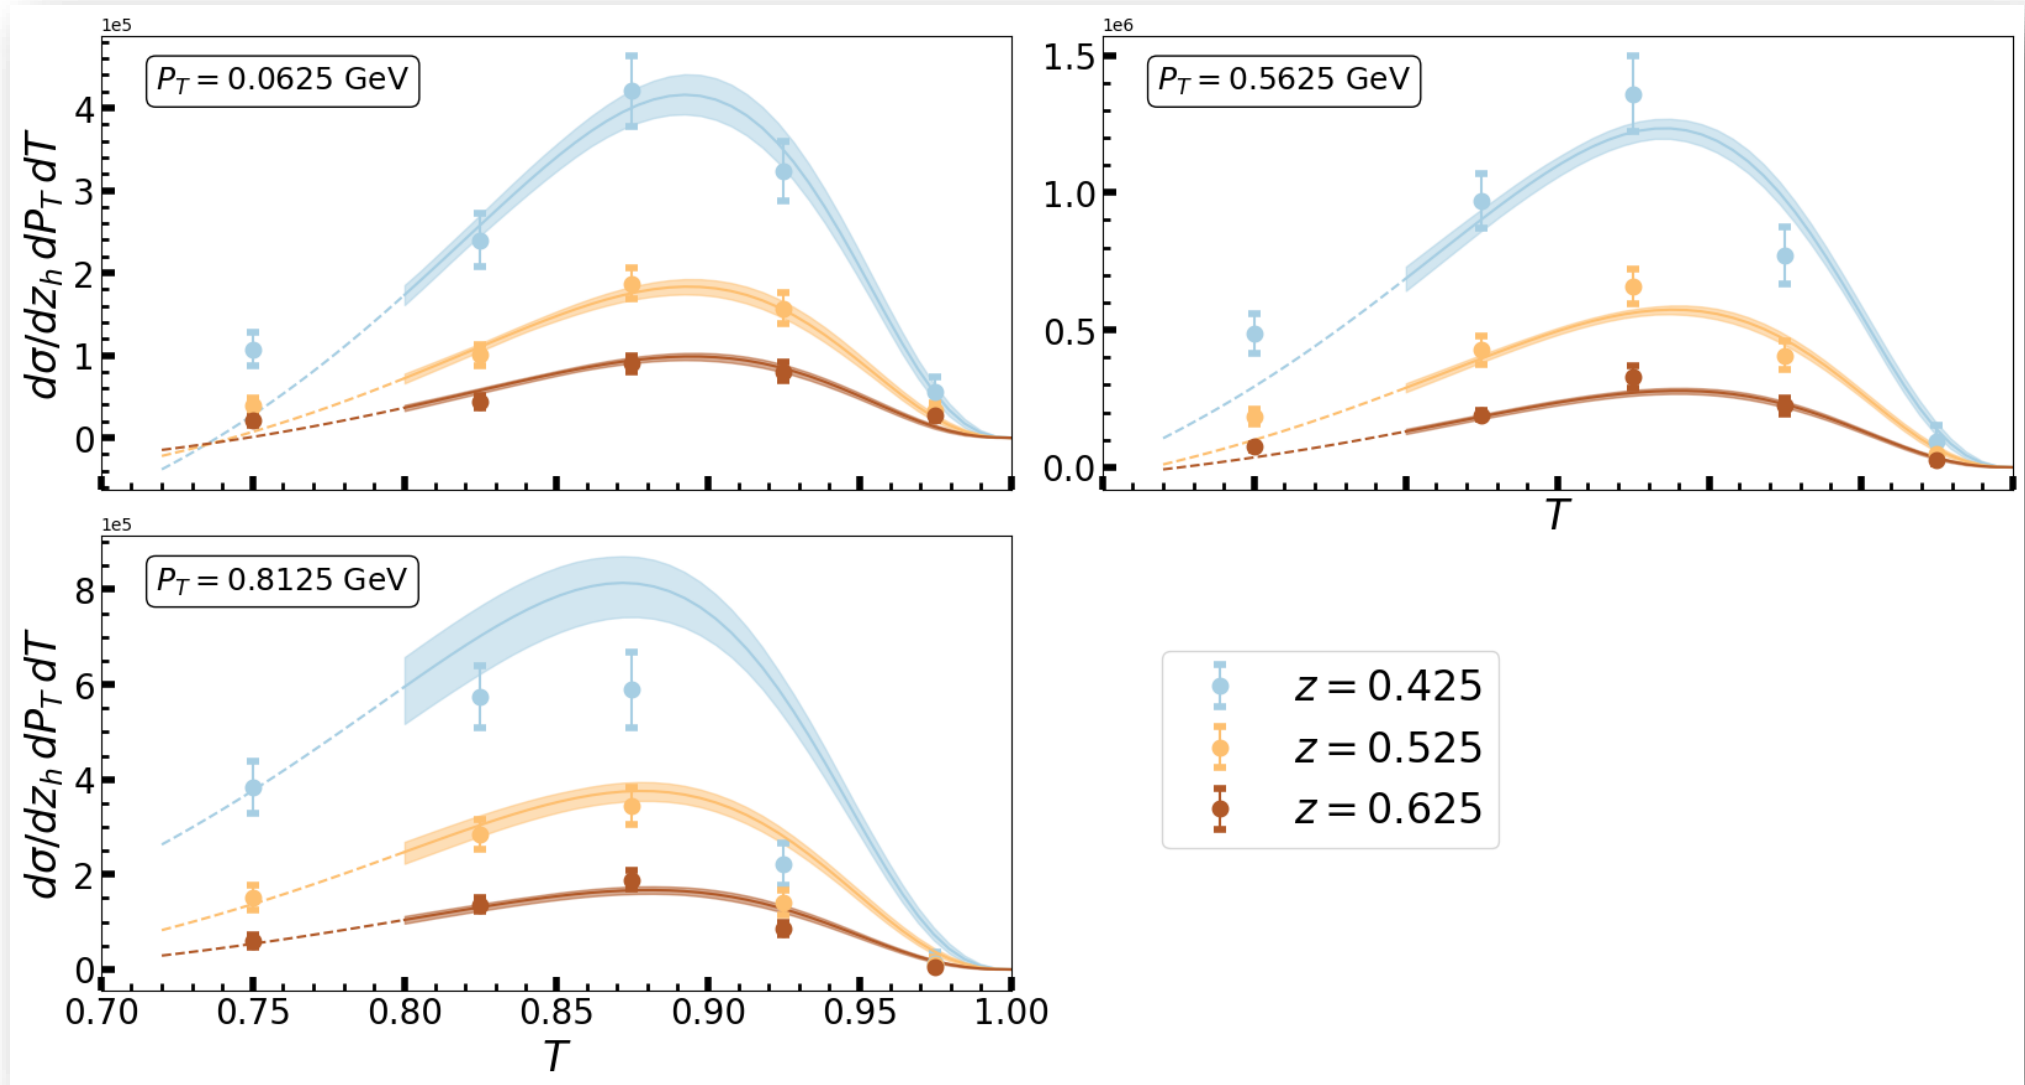 1e5
P_T = 0.0625 GeV
dσ/dz_h dP_T dT
4
3
2
1
0
1e6
P_T = 0.5625 GeV
1.5
1.0
0.5
0.0
T
1e5
P_T = 0.8125 GeV
dσ/dz_h dP_T dT
8
6
4
2
0
0.70 0.75 0.80 0.85 0.90 0.95 1.00
T
z = 0.425
z = 0.525
z = 0.625